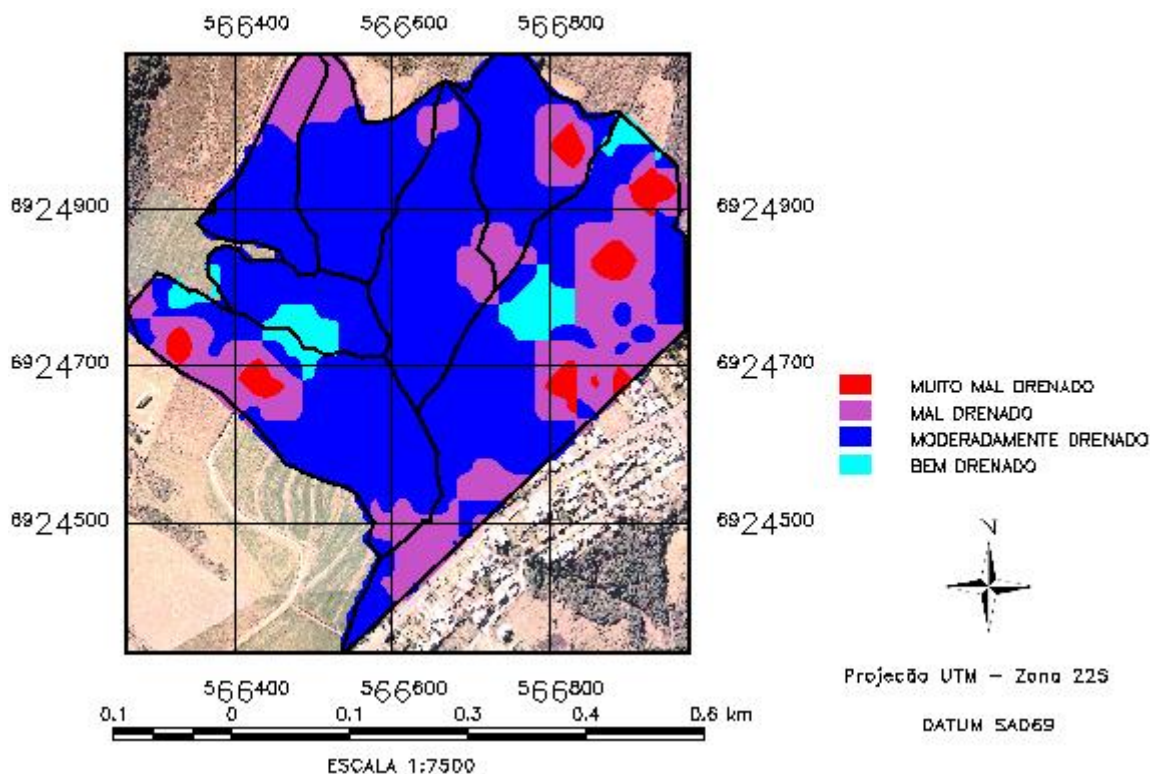 566400 566600 566800
6924900 6924900
6924700 6924700
6924500 6924500
MUITO MAL DRENADO
MAL DRENADO
MODERADAMENTE DRENADO
BEM DRENADO
N
566400 566600 566800
Projecão UTM – Zona 22S
0.1 0 0.1 0.3 0.4 0.6 km
DATUM SAD69
ESCALA 1:7500